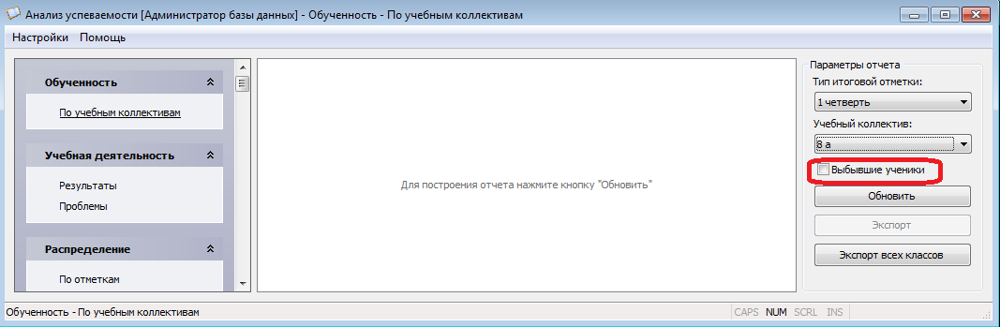 Анализ успеваемости [Администратор базы данных] - Обученность - По учебным коллективам
Настройки Помощь
Обученность
По учебным коллективам
Учебная деятельность
Результаты
Проблемы
Распределение
По отметкам
Для построения отчета нажмите кнопку "Обновить"
Параметры отчета
Тип итоговой отметки:
1 четверть
Учебный коллектив:
8 а
Выбывшие ученики
Обновить
Экспорт
Экспорт всех классов
Обученность - По учебным коллективам
CAPS NUM SCRL INS